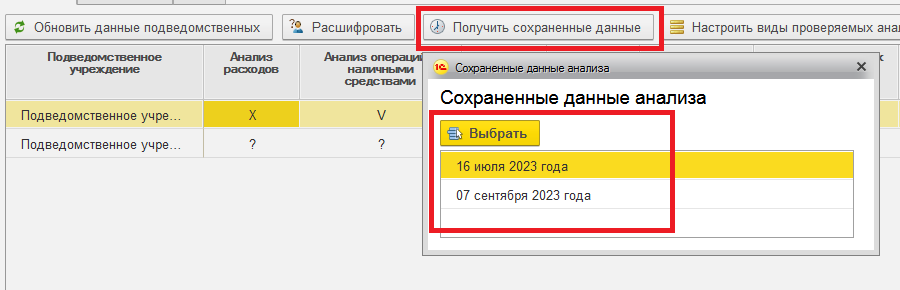 Обновить данные подведомственных
Расшифровать
Получить сохраненные данные
Настроить виды проверяемых ана
Подведомственное
учреждение
Анализ
расходов
Анализ операци
наличными
средствами
1С Сохраненные данные анализа
Сохраненные данные анализа
Выбрать
16 июля 2023 года
07 сентября 2023 года
Подведомственное учре...
X
V
Подведомственное учре...
?
?